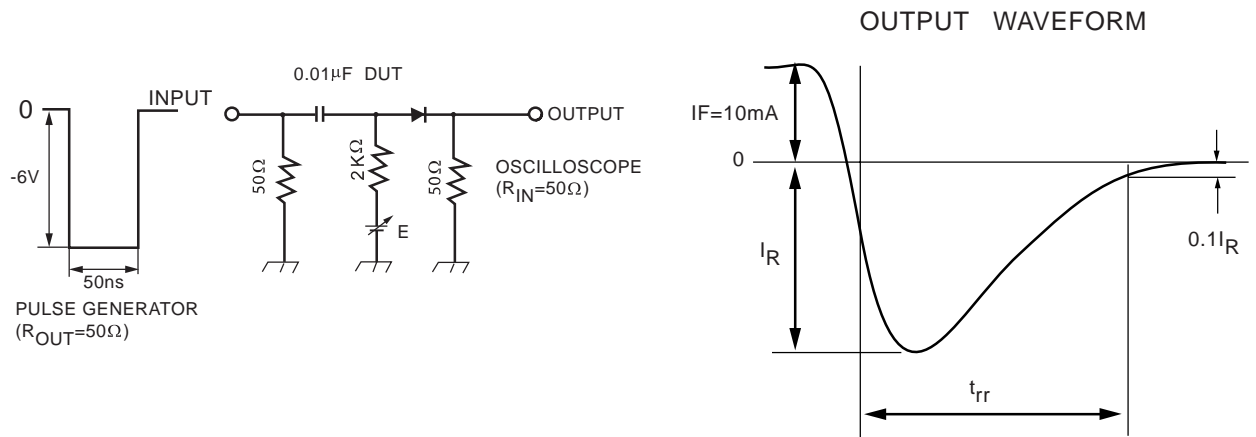 OUTPUT WAVEFORM
0.01μF DUT
0
INPUT
-6V
50ns
PULSE GENERATOR
(ROUT=50Ω)
50Ω
2KΩ
E
50Ω
OUTPUT
OSCILLOSCOPE
(RIN=50Ω)
IF=10mA
0
IR
0.1IR
trr